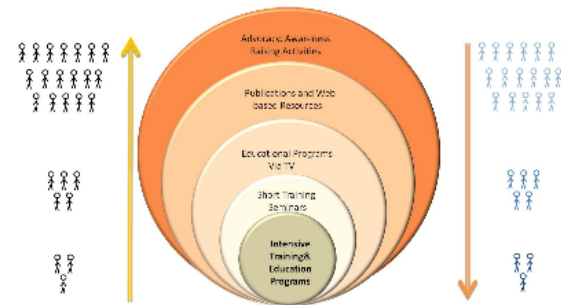 Advocacy, Awareness
Raising Activities
Publications and Web
based Resources
Educational Programs
Via TV
Short Training
Seminars
Intensive
Training&
Education
Programs